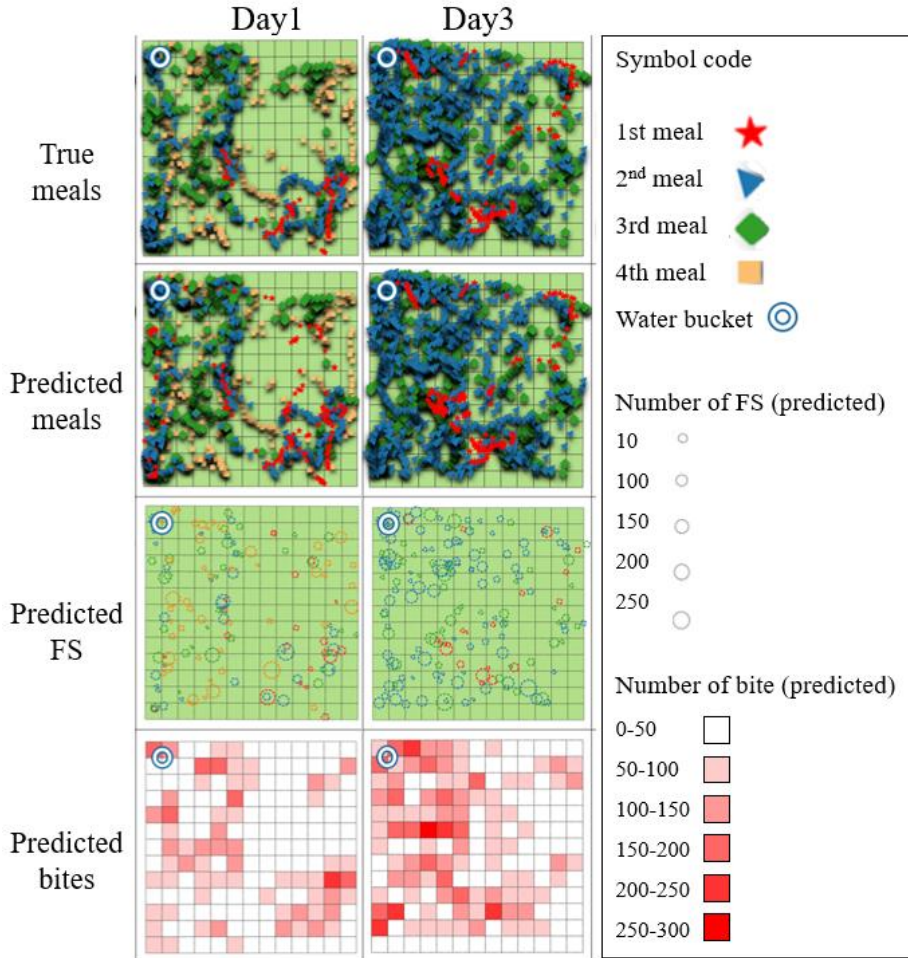 Day1
Day3
True
meals
Predicted
meals
Predicted
FS
Predicted
bites
Symbol code
1st meal
2nd meal
3rd meal
4th meal
Water bucket
Number of FS (predicted)
10
100
150
200
250
Number of bite (predicted)
0-50
50-100
100-150
150-200
200-250
250-300